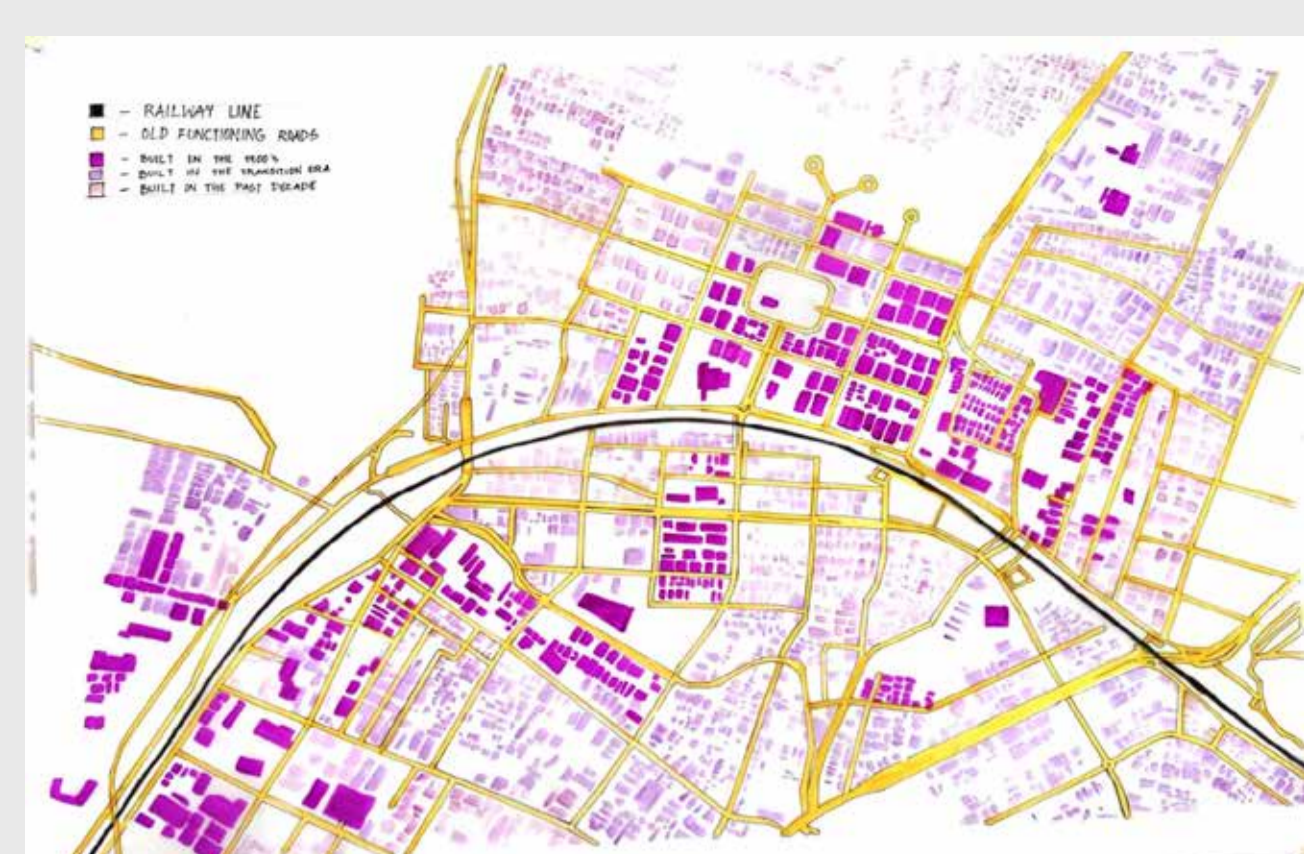 - RAILWAY LINE
- OLD FUNCTIONING ROADS
- BUILT IN THE 1900's
- BUILT IN THE TRANSITION ERA
- BUILT IN THE PAST DECADE